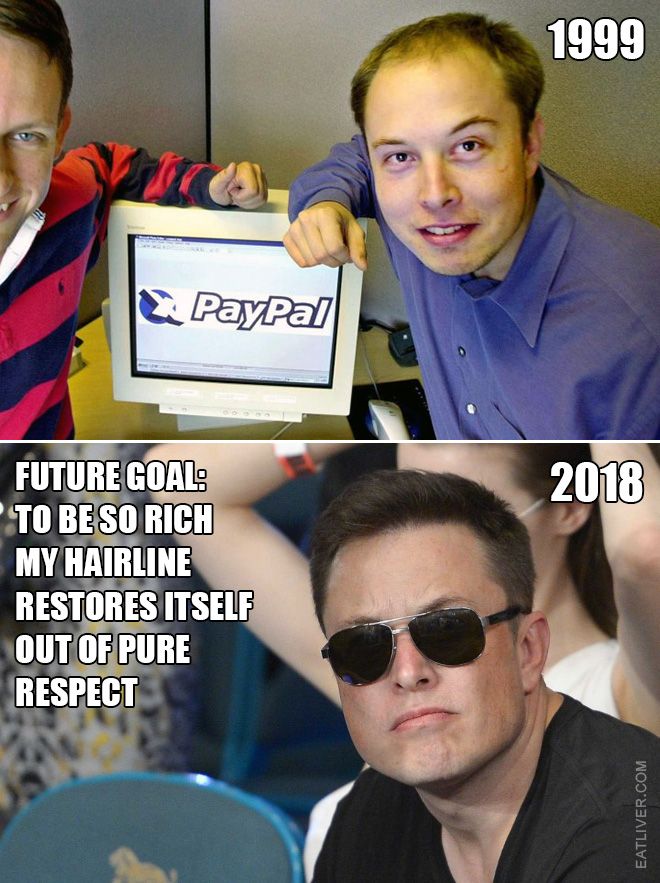 1999
PayPal
FUTURE GOAL:
TO BE SO RICH
MY HAIRLINE
RESTORES ITSELF
OUT OF PURE
RESPECT
2018
EATLIVER.COM